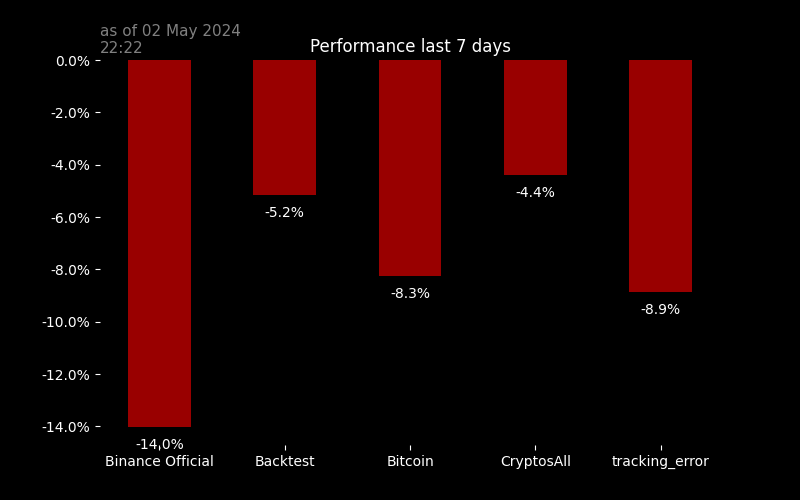 as of 02 May 2024
22:22
Performance last 7 days
0.0%
-2.0%
-4.0%
-6.0%
-8.0%
-10.0%
-12.0%
-14.0%
-14.0%
-5.2%
-8.3%
-4.4%
-8.9%
Binance Official
Backtest
Bitcoin
CryptosAll
tracking_error